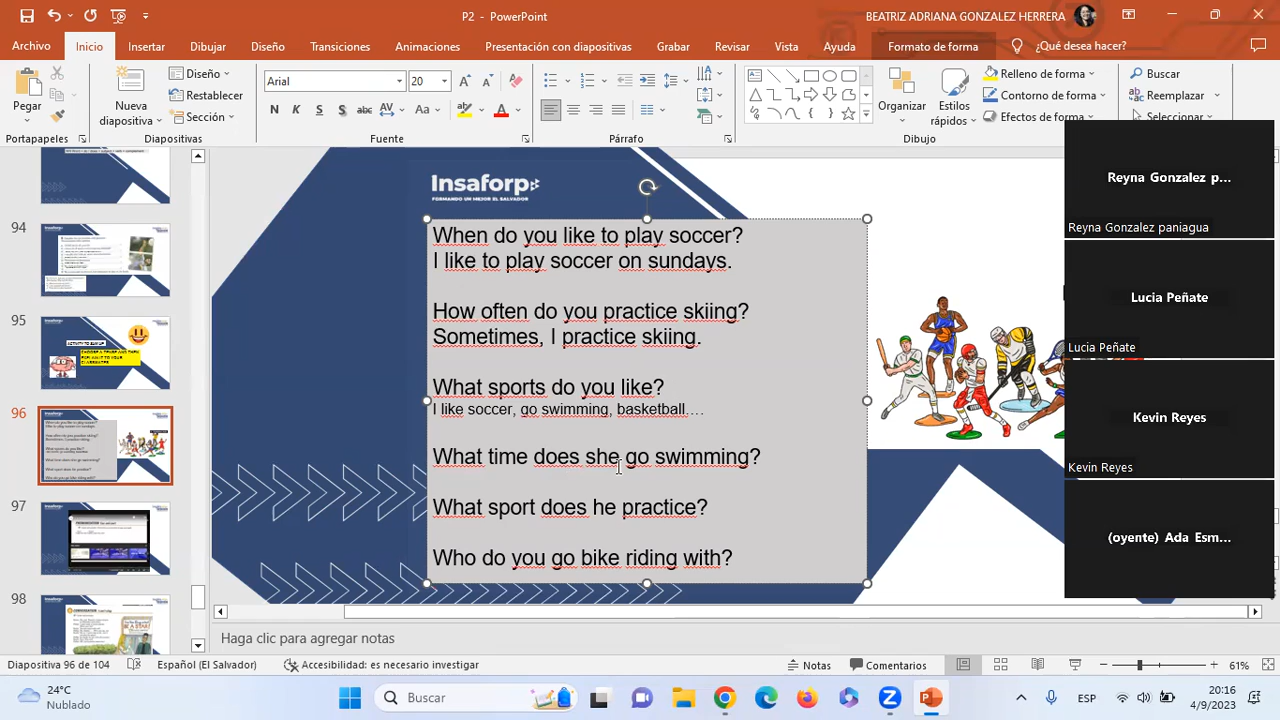 P2 - PowerPoint
BEATRIZ ADRIANA GONZALEZ HERRERA
Archivo Inicio Insertar Dibujar Diseño Transiciones Animaciones Presentación con diapositivas Grabar Revisar Vista Ayuda Formato de forma ¿Qué desea hacer?
Pegar
Nueva diapositiva
Diseño
Restablecer
Sección
Arial 20
N K S S abc AV Aa A
Organizar
Estilos rápidos
Relleno de forma
Contorno de forma
Efectos de forma
Buscar
Reemplazar
Seleccionar
Portapapeles Diapositivas Fuente Párrafo Dibujo
94
95
96
97
98
Insaforp
FORMANDO UN MEJOR EL SALVADOR
When do you like to play soccer?
I like to play soccer on sundays.
How often do you practice skiing?
Sometimes, I practice skiing.
What sports do you like?
I like soccer, go swimming, basketball….
What time does she go swimming?
What sport does he practice?
Who do you go bike riding with?
Reyna Gonzalez p...
Reyna Gonzalez paniagua
Lucia Peñate
Lucia Peñate
Kevin Reyes
Kevin Reyes
(oyente) Ada Esm...
Haga clic para agregar notas
Diapositiva 96 de 104 Español (El Salvador) Accesibilidad: es necesario investigar Notas Comentarios 61%
24°C
Nublado
Buscar
ESP
20:16
4/9/2023